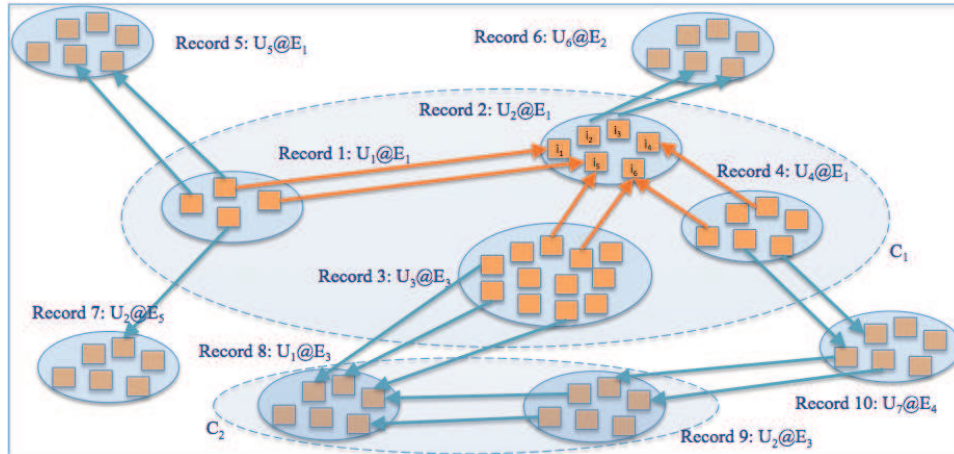 Record 5: U₅@E₁
Record 6: U₆@E₂
Record 2: U₂@E₁
i₂
i₃
i₁
i₄
Record 1: U₁@E₁
i₅
i₆
Record 4: U₄@E₁
C₁
Record 3: U₃@E₃
Record 7: U₂@E₅
Record 8: U₁@E₃
Record 10: U₇@E₄
C₂
Record 9: U₂@E₃